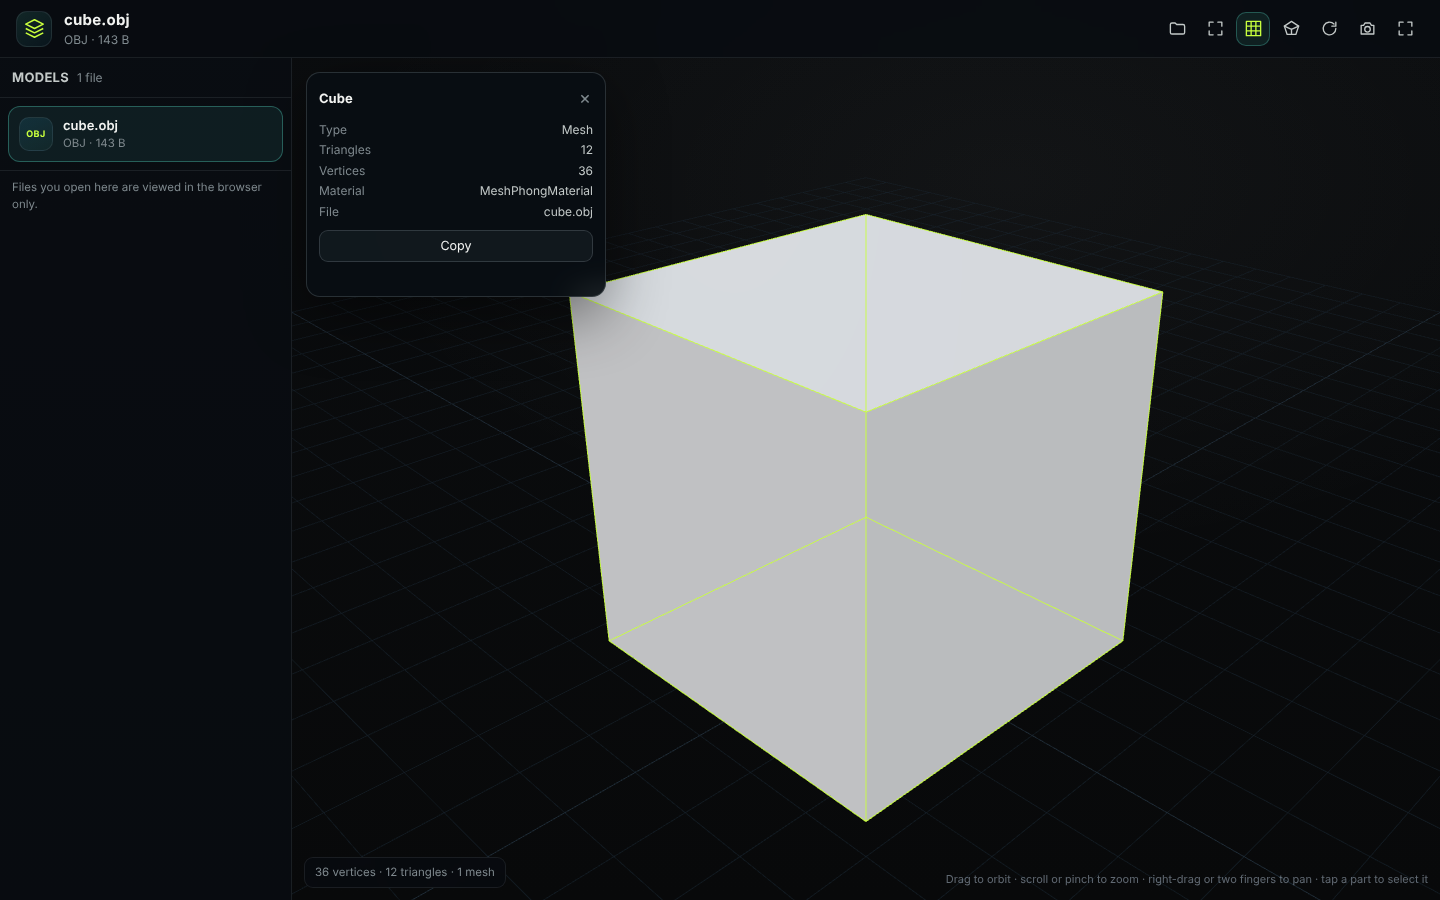 cube.obj
OBJ · 143 B
MODELS 1 file
OBJ
cube.obj
OBJ · 143 B
Files you open here are viewed in the browser
only.
Cube
Type Mesh
Triangles 12
Vertices 36
Material MeshPhongMaterial
File cube.obj
Copy
36 vertices · 12 triangles · 1 mesh
Drag to orbit · scroll or pinch to zoom · right-drag or two fingers to pan · tap a part to select it